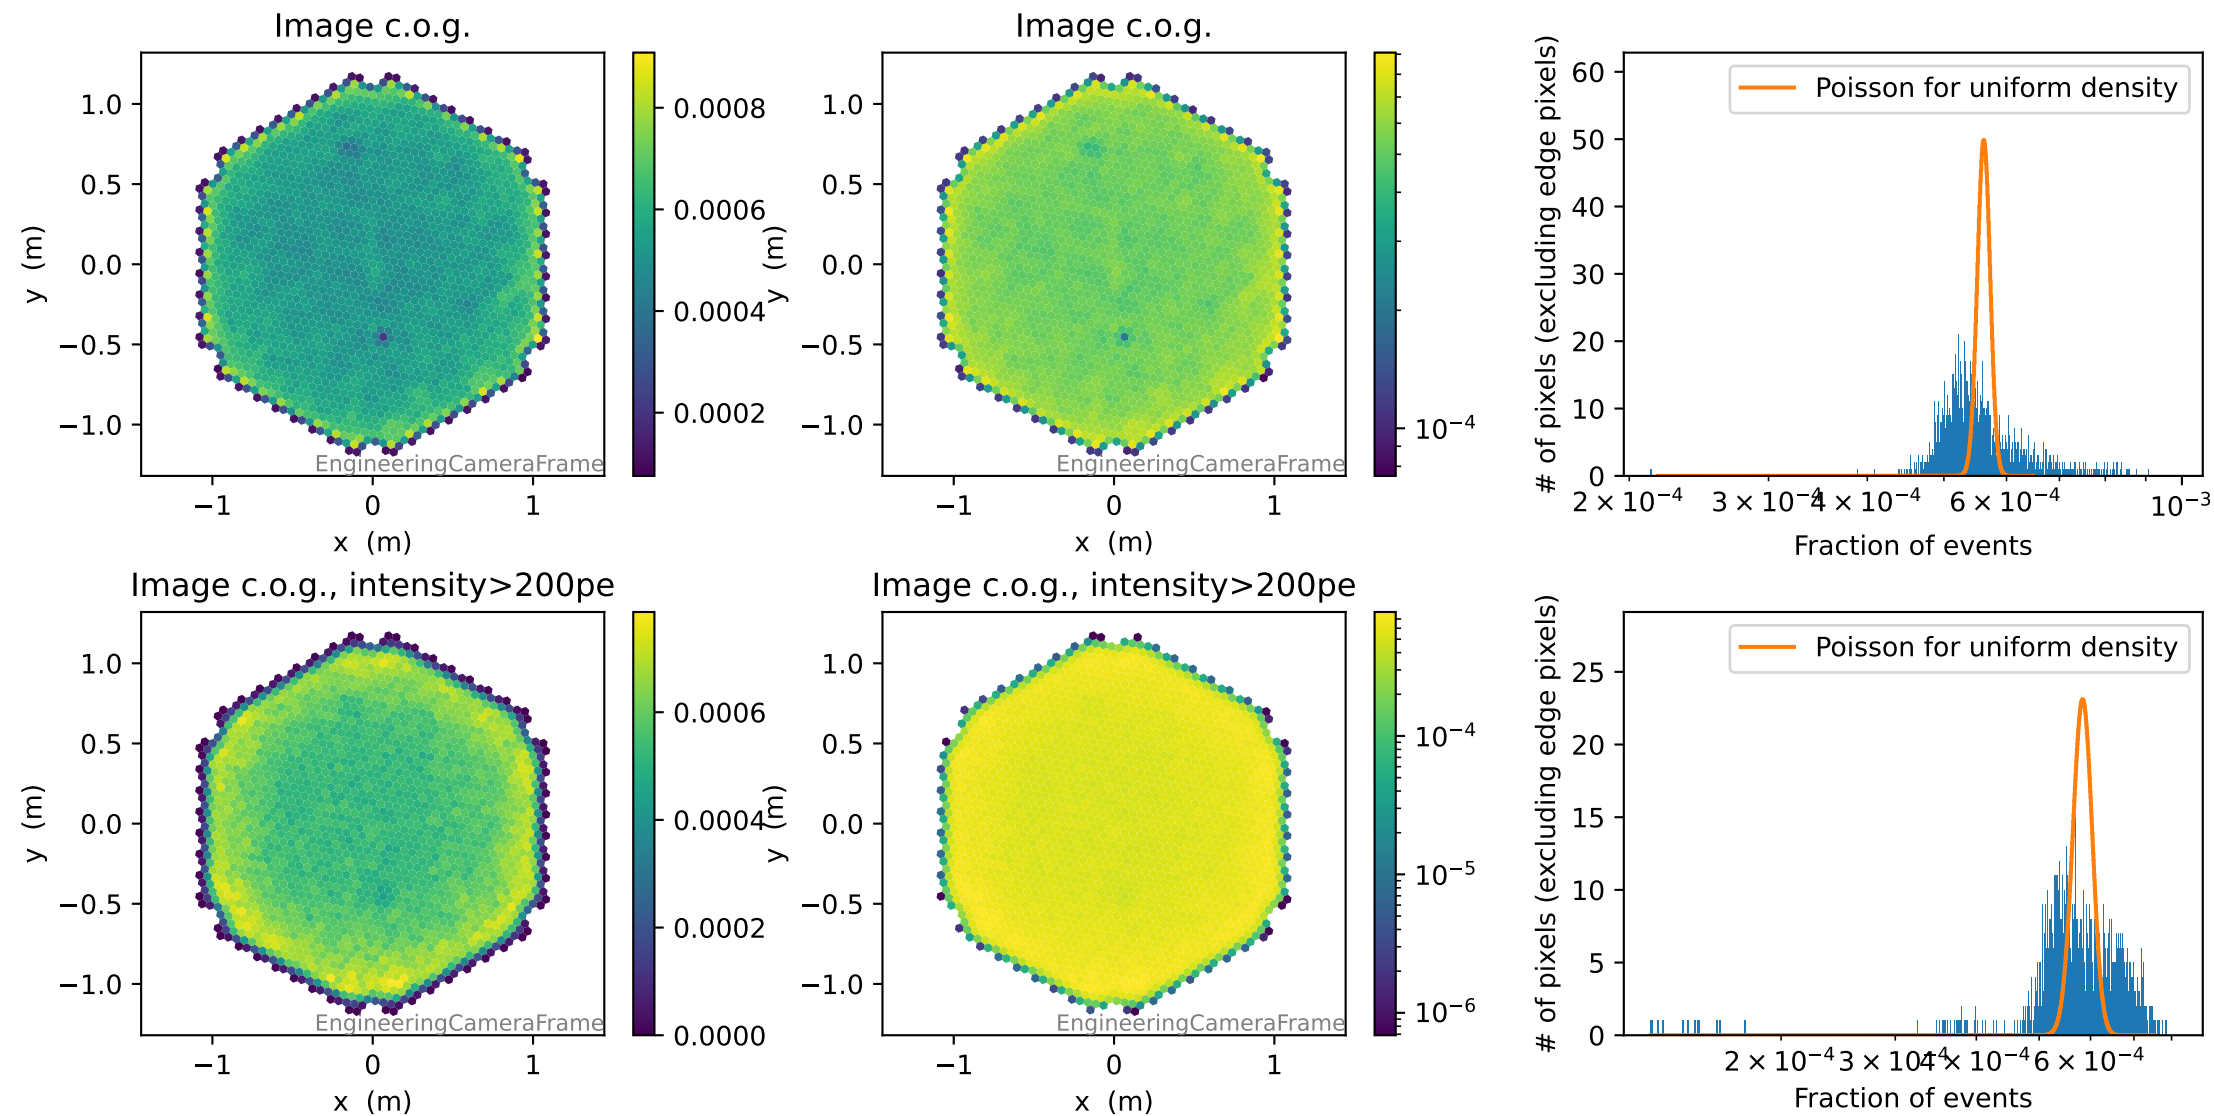 Image c.o.g.
1.0
0.5
0.0
−0.5
−1.0
y (m)
−1
0
1
x (m)
EngineeringCameraFrame
0.0008
0.0006
0.0004
0.0002
Image c.o.g.
1.0
0.5
0.0
−0.5
−1.0
y (m)
−1
0
1
x (m)
EngineeringCameraFrame
10⁻⁴
# of pixels (excluding edge pixels)
60
50
40
30
20
10
0
Poisson for uniform density
2 × 10⁻⁴
3 × 10⁻⁴
4 × 10⁻⁴
6 × 10⁻⁴
10⁻³
Fraction of events
Image c.o.g., intensity>200pe
1.0
0.5
0.0
−0.5
−1.0
y (m)
−1
0
1
x (m)
EngineeringCameraFrame
0.0006
0.0004
0.0002
0.0000
Image c.o.g., intensity>200pe
1.0
0.5
0.0
−0.5
−1.0
y (m)
−1
0
1
x (m)
EngineeringCameraFrame
10⁻⁴
10⁻⁵
10⁻⁶
# of pixels (excluding edge pixels)
25
20
15
10
5
0
Poisson for uniform density
2 × 10⁻⁴
3 × 10⁻⁴
4 × 10⁻⁴
6 × 10⁻⁴
Fraction of events